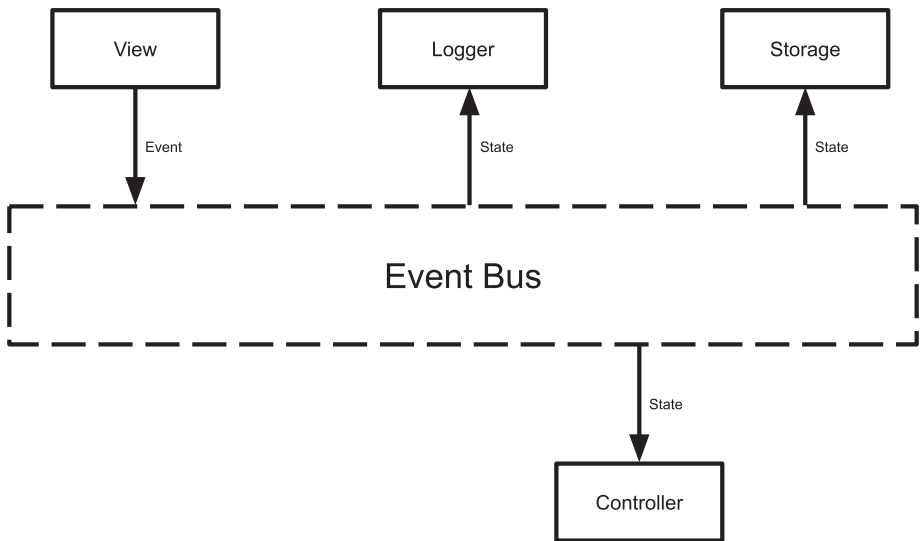 View
Logger
Storage
Event
State
State
Event Bus
State
Controller